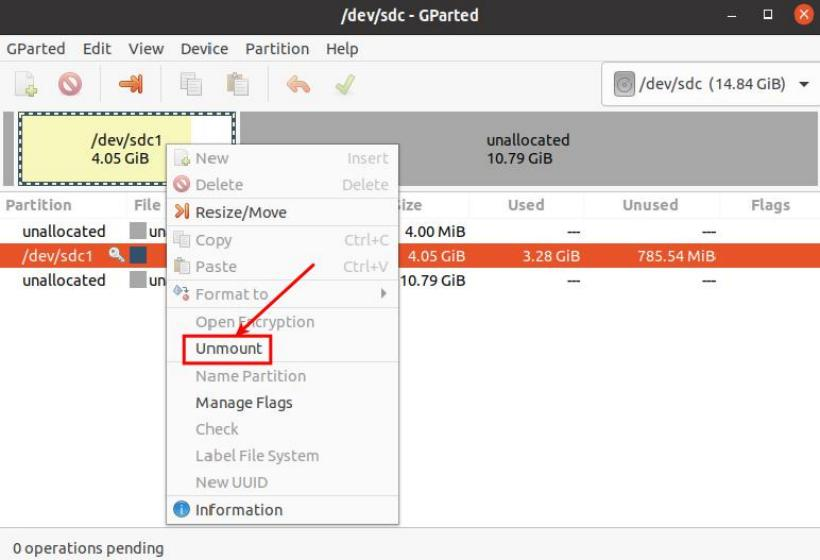 /dev/sdc - GParted
GParted Edit View Device Partition Help
/dev/sdc (14.84 GiB)
/dev/sdc1
4.05 GiB
unallocated
10.79 GiB
Partition File Size Used Unused Flags
unallocated un 4.00 MiB --- ---
/dev/sdc1 4.05 GiB 3.28 GiB 785.54 MiB
unallocated un 10.79 GiB --- ---
New Insert
Delete Delete
Resize/Move
Copy Ctrl+C
Paste Ctrl+V
Format to
Open Encryption
Unmount
Name Partition
Manage Flags
Check
Label File System
New UUID
Information
0 operations pending